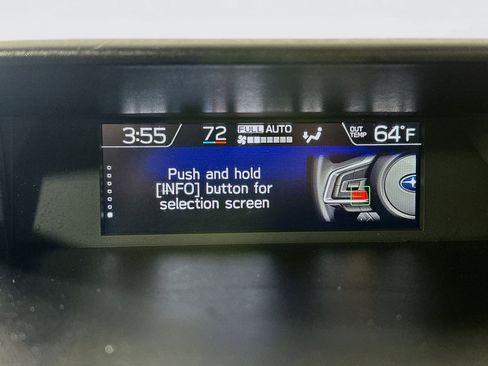 3:55 72 FULL AUTO OUT TEMP 64°F
Push and hold
[INFO] button for
selection screen